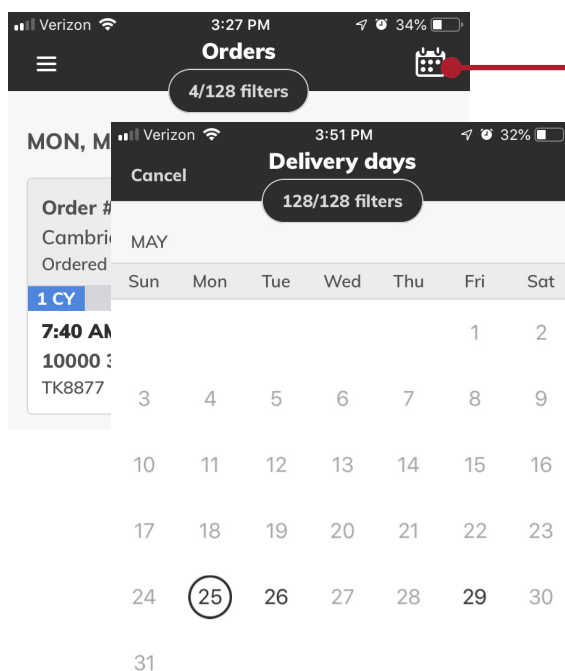 Verizon 3:27 PM 34%
Orders
4/128 filters
MON, M
Order #
Cambri
Ordered
1 CY
7:40 AM
10000
TK8877
Verizon 3:51 PM 32%
Cancel Delivery days
128/128 filters
MAY
Sun Mon Tue Wed Thu Fri Sat
1 2
3 4 5 6 7 8 9
10 11 12 13 14 15 16
17 18 19 20 21 22 23
24 25 26 27 28 29 30
31